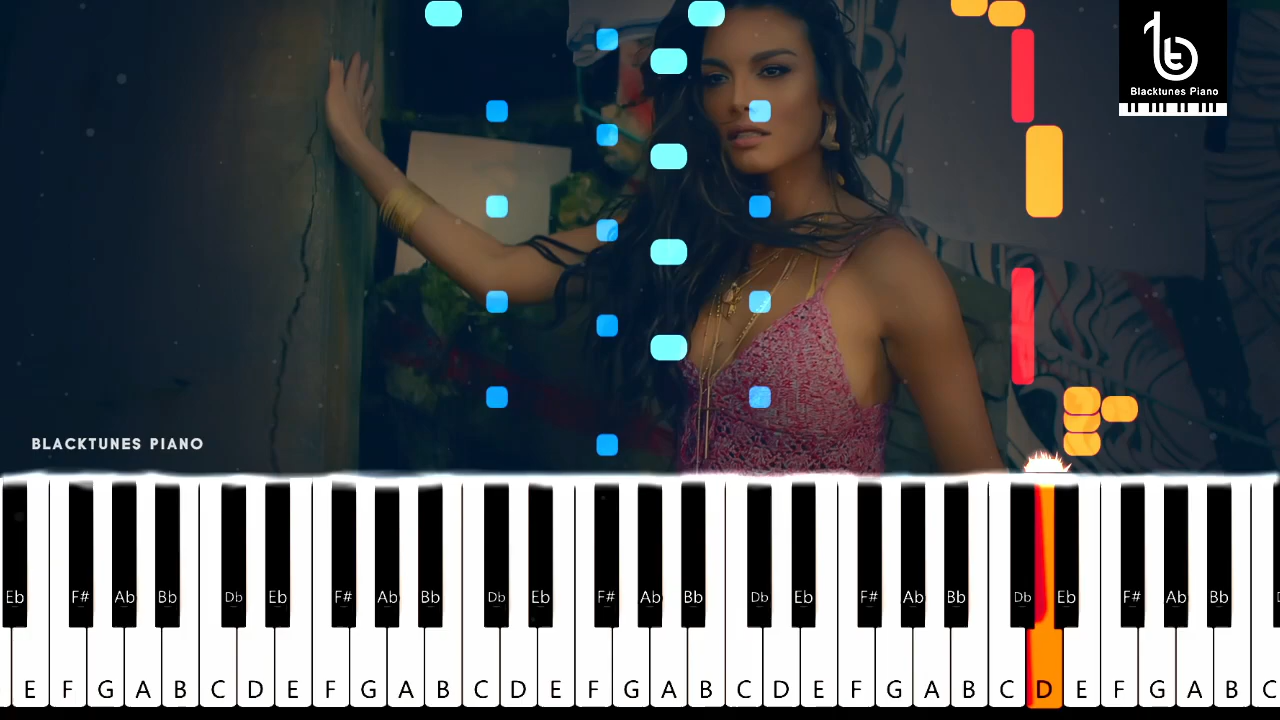 Blacktunes Piano
BLACKTUNES PIANO
Eb F# Ab Bb Db Eb F# Ab Bb Db Eb F# Ab Bb Db Eb F# Ab Bb Db Eb F# Ab Bb
E F G A B C D E F G A B C D E F G A B C D E F G A B C D E F G A B C